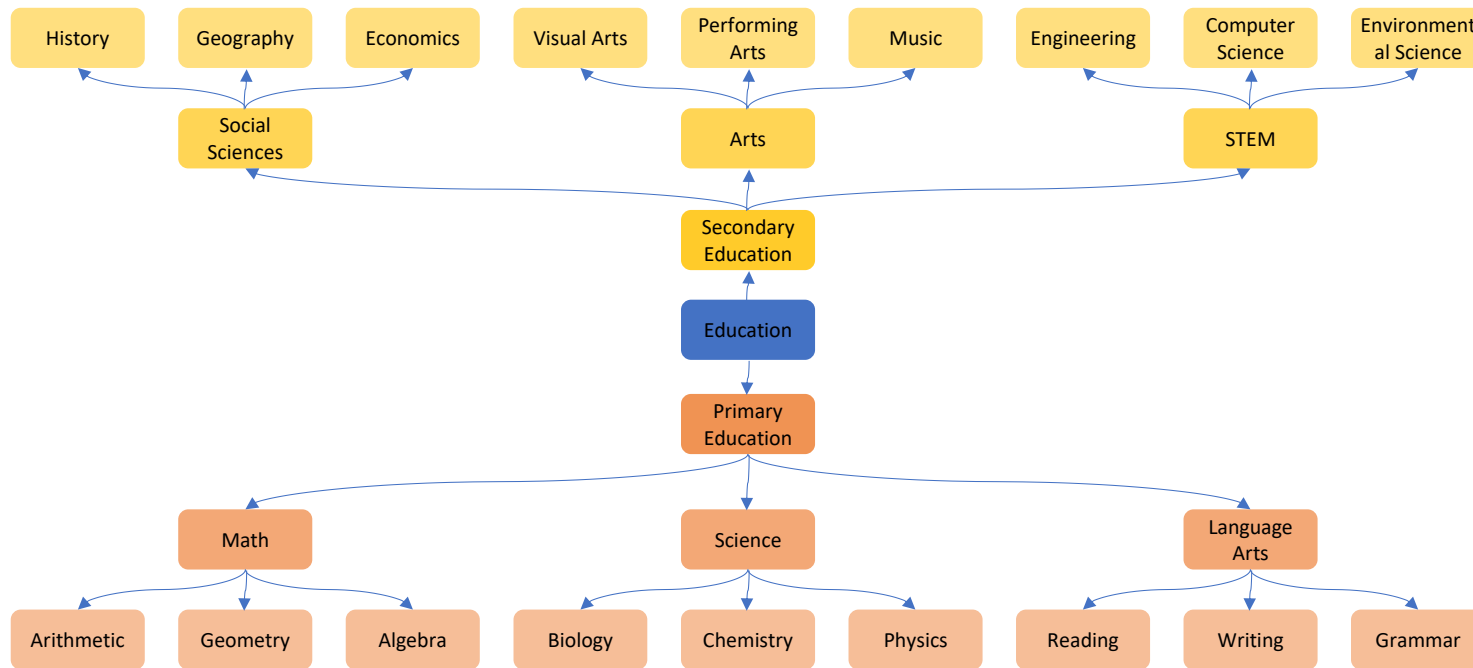 History
Geography
Economics
Visual Arts
Performing
Arts
Music
Engineering
Computer
Science
Environment
al Science
Social
Sciences
Arts
STEM
Secondary
Education
Education
Primary
Education
Math
Science
Language
Arts
Arithmetic
Geometry
Algebra
Biology
Chemistry
Physics
Reading
Writing
Grammar